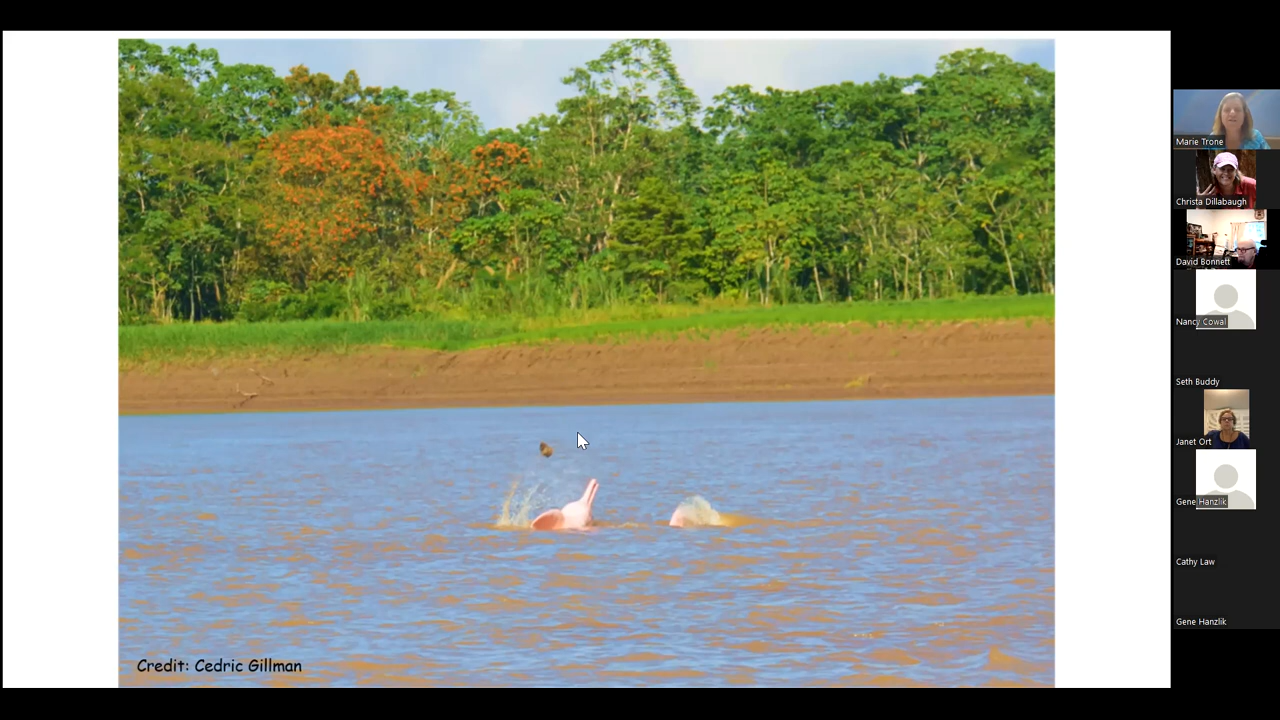 Marie Trone
Christa Dillabaugh
David Bonnett
Nancy Cowal
Seth Buddy
Janet Ort
Gene Hanzlik
Cathy Law
Gene Hanzlik
Credit: Cedric Gillman